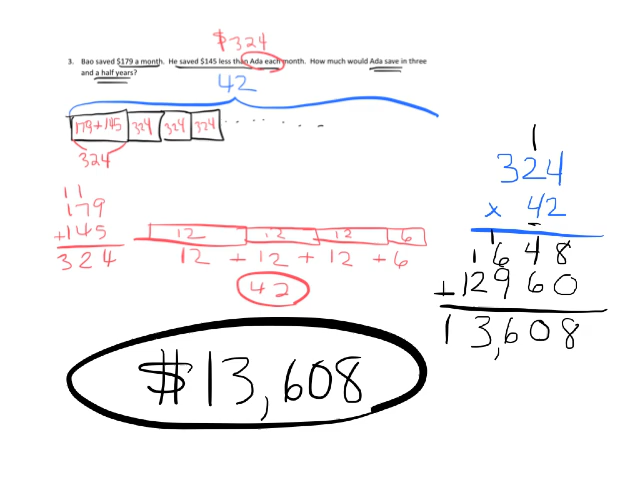 $324
3. Bao saved $179 a month. He saved $145 less than Ada each month. How much would Ada save in three
and a half years?
42
179+145 324 324 324 . . . . . . . .
324
1 1
179
+145
324
12 12 12 6
12 + 12 + 12 + 6
42
1
324
x 42
1
1648
+12960
13,608
$13,608